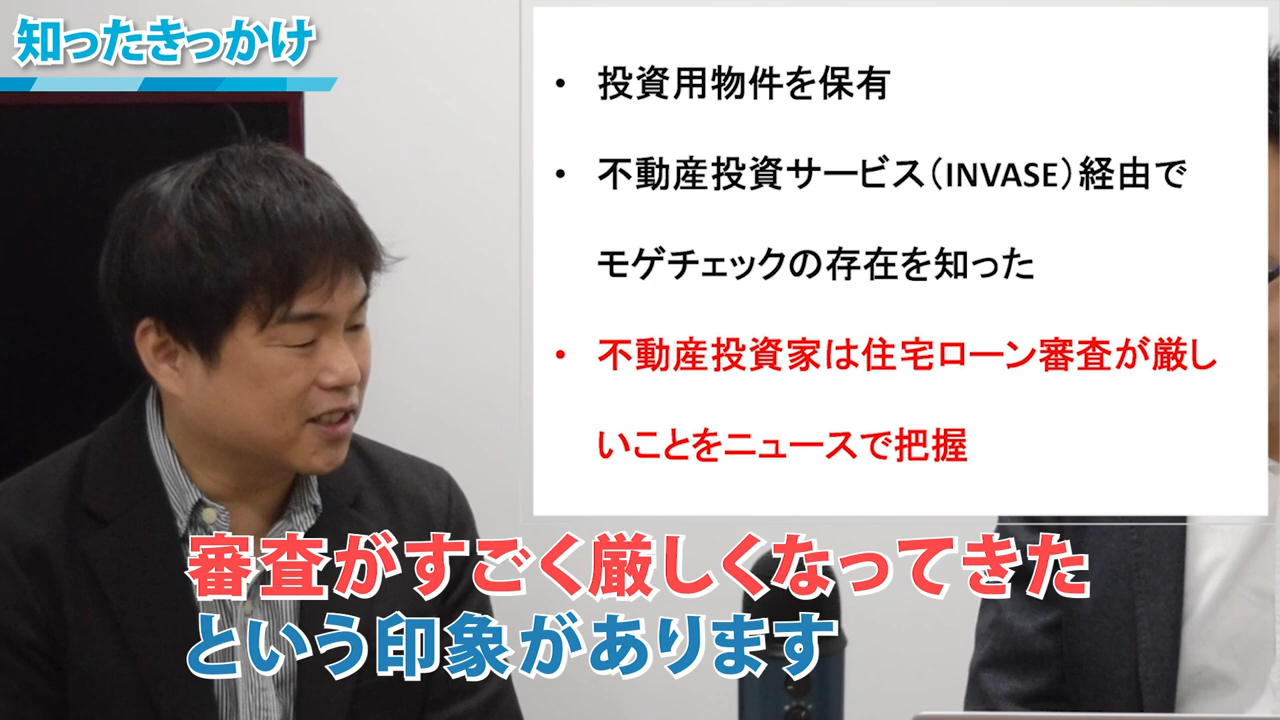 知ったきっかけ
• 投資用物件を保有
• 不動産投資サービス（INVASE）経由で
モゲチェックの存在を知った
• 不動産投資家は住宅ローン審査が厳し
いことをニュースで把握
審査がすごく厳しくなってきた
という印象があります